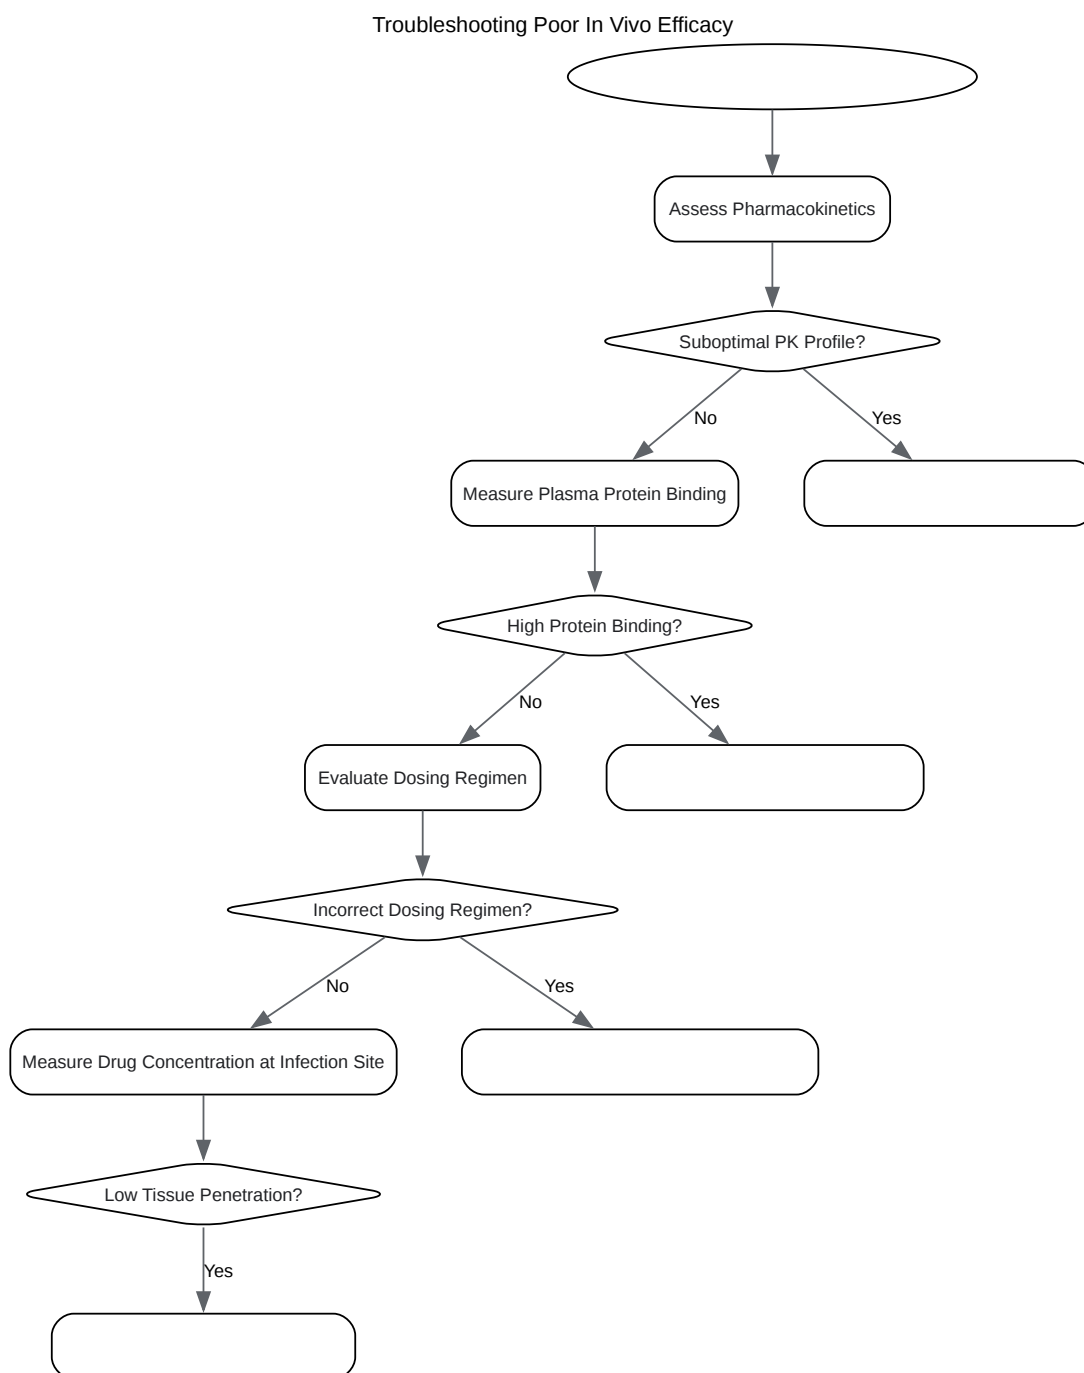 Troubleshooting Poor In Vivo Efficacy
Assess Pharmacokinetics
Suboptimal PK Profile?
No
Yes
Measure Plasma Protein Binding
High Protein Binding?
No
Yes
Evaluate Dosing Regimen
Incorrect Dosing Regimen?
No
Yes
Measure Drug Concentration at Infection Site
Low Tissue Penetration?
Yes